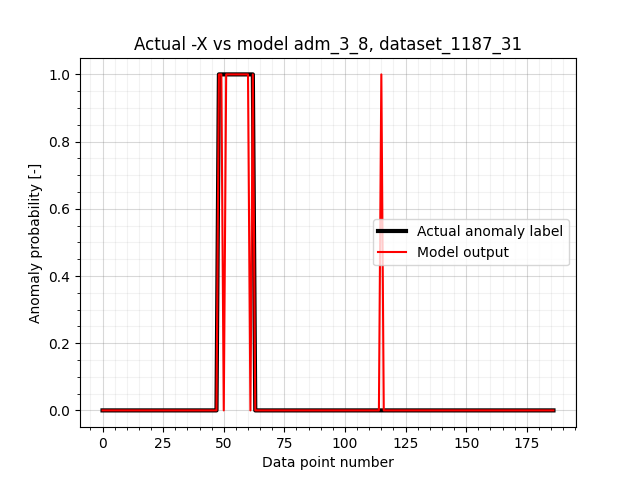 Actual -X vs model adm_3_8, dataset_1187_31
Anomaly probability [-]
1.0
0.8
0.6
0.4
0.2
0.0
Actual anomaly label
Model output
0 25 50 75 100 125 150 175
Data point number